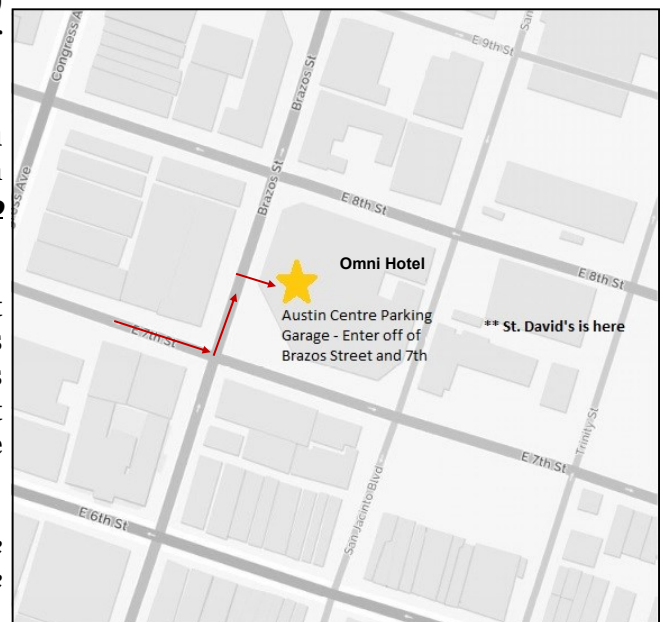 E 9th St
Congress A
Brazos St
E 8th St
Brazos St
Omni Hotel
E 8th St
Austin Centre Parking
Garage - Enter off of
Brazos Street and 7th
** St. David's is here
E 7th St
Trinity St
E 7th St
San Jacinto Blvd
E 6th St